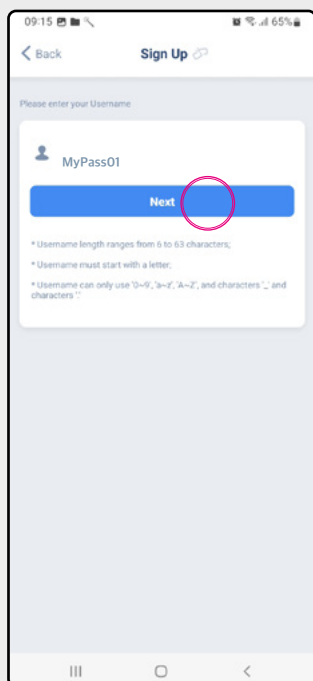 09:15 65%
Back Sign Up
Please enter your Username
MyPass01
Next
* Username length ranges from 6 to 63 characters;
* Username must start with a letter;
* Username can only use '0~9', 'a~z', 'A~Z', and characters '_' and
characters '.'